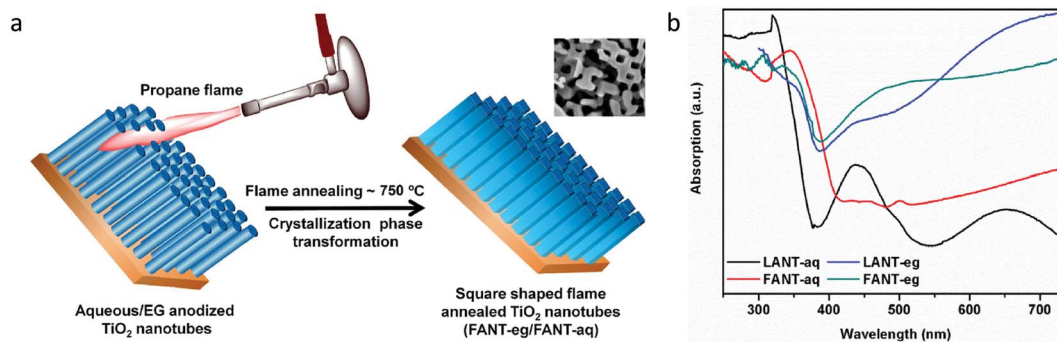 a
Propane flame
Flame annealing ~ 750 ºC
Crystallization phase
transformation
Aqueous/EG anodized
TiO₂ nanotubes
Square shaped flame
annealed TiO₂ nanotubes
(FANT-eg/FANT-aq)
b
Absorption (a.u.)
LANT-aq
LANT-eg
FANT-aq
FANT-eg
300 400 500 600 700
Wavelength (nm)